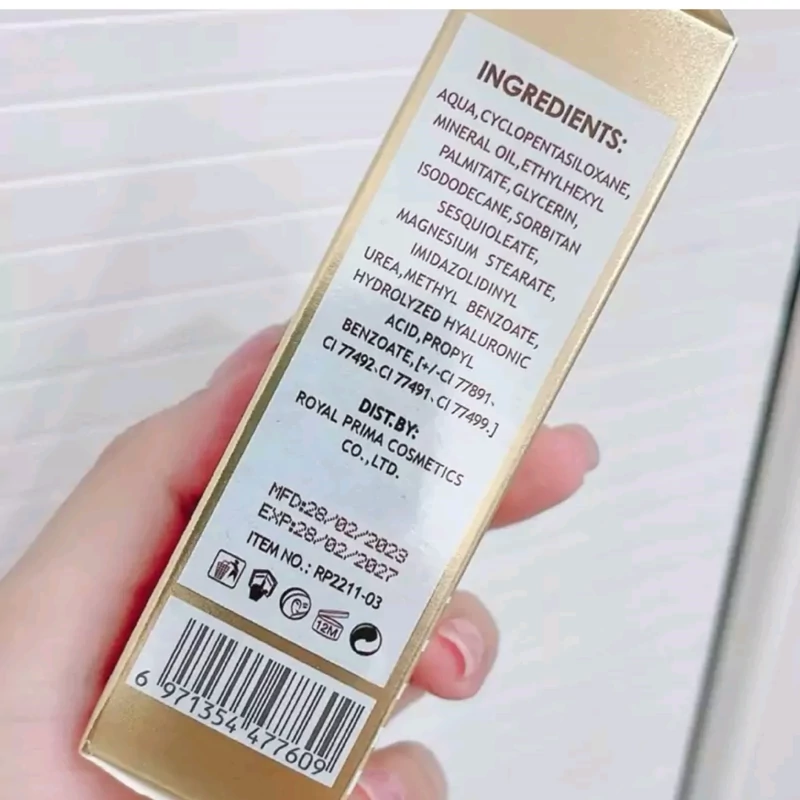 INGREDIENTS:
AQUA,CYCLOPENTASILOXANE,
MINERAL OIL,ETHYLHEXYL
PALMITATE,GLYCERIN,
ISODODECANE,SORBITAN
SESQUIOLEATE,
MAGNESIUM STEARATE,
IMIDAZOLIDINYL
UREA,METHYL BENZOATE,
HYDROLYZED HYALURONIC
ACID,PROPYL
BENZOATE,[+/-CI 77891、
CI 77492、CI 77491、CI 77499.]
DIST.BY:
ROYAL PRIMA COSMETICS
CO.,LTD.
MFD:28/02/2023
EXP:28/02/2027
ITEM NO.: RP2211-03
12M
6 971354 477609